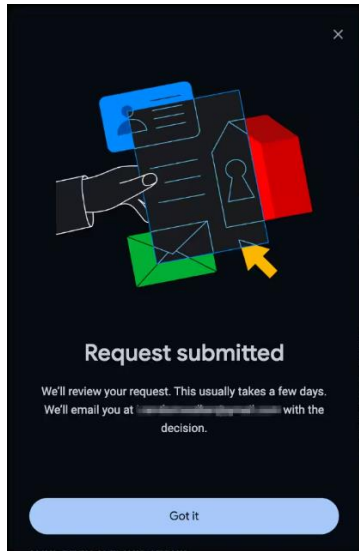 Request submitted
We'll review your request. This usually takes a few days.
We'll email you at with the
decision.
Got it